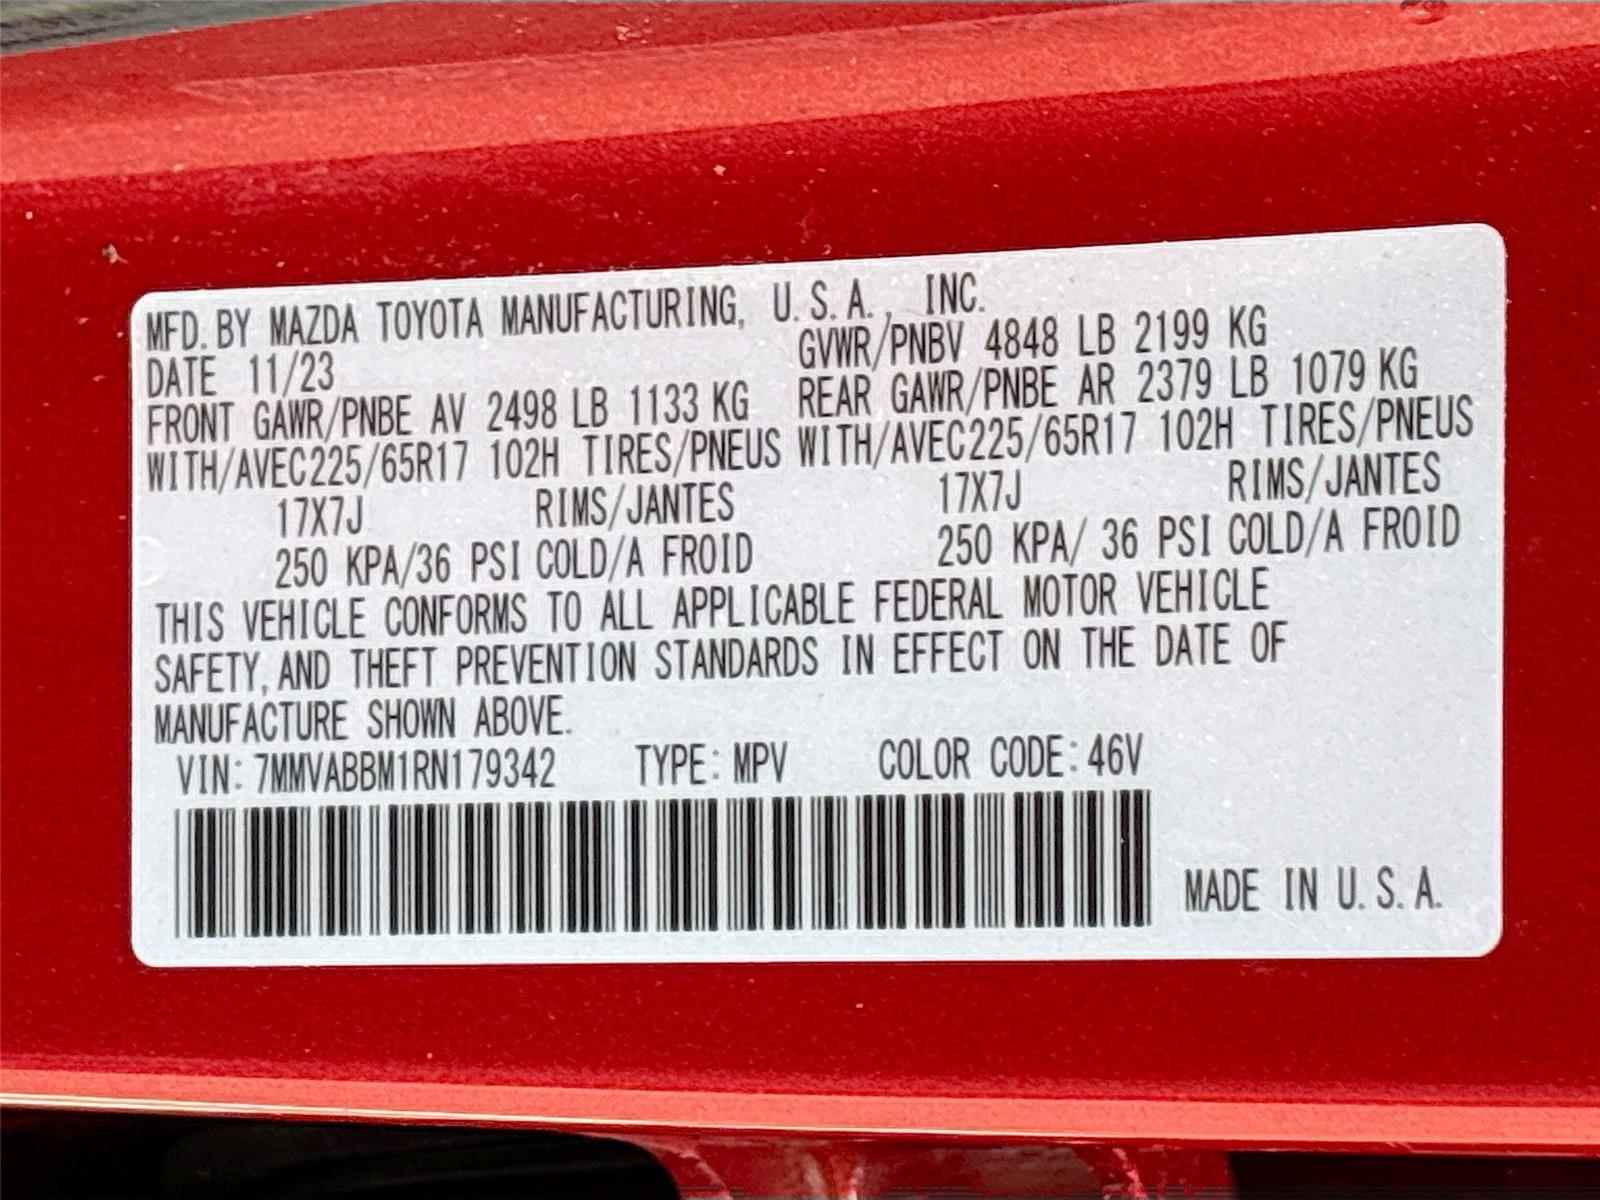 MFD. BY MAZDA TOYOTA MANUFACTURING, U.S.A., INC.
DATE 11/23 GVWR/PNBV 4848 LB 2199 KG
FRONT GAWR/PNBE AV 2498 LB 1133 KG REAR GAWR/PNBE AR 2379 LB 1079 KG
WITH/AVEC225/65R17 102H TIRES/PNEUS WITH/AVEC225/65R17 102H TIRES/PNEUS
17X7J RIMS/JANTES 17X7J RIMS/JANTES
250 KPA/36 PSI COLD/A FROID 250 KPA/ 36 PSI COLD/A FROID
THIS VEHICLE CONFORMS TO ALL APPLICABLE FEDERAL MOTOR VEHICLE
SAFETY, AND THEFT PREVENTION STANDARDS IN EFFECT ON THE DATE OF
MANUFACTURE SHOWN ABOVE.
VIN: 7MMVABBM1RN179342 TYPE: MPV COLOR CODE: 46V
MADE IN U.S.A.